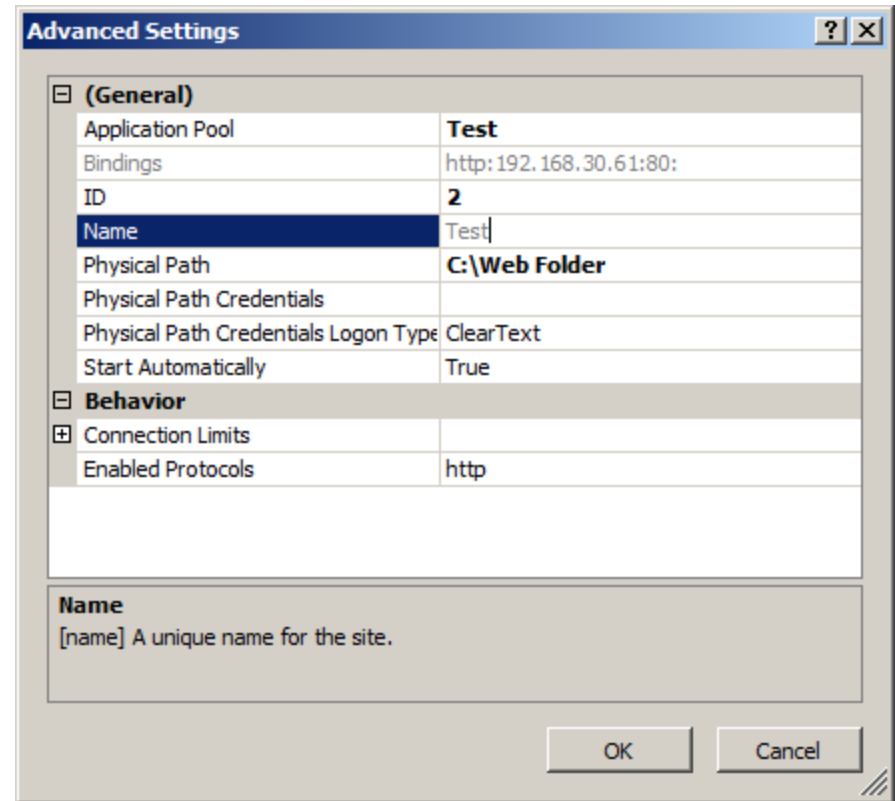 Advanced Settings
(General)
Application Pool Test
Bindings http:192.168.30.61:80:
ID 2
Name Test
Physical Path C:\Web Folder
Physical Path Credentials
Physical Path Credentials Logon Type ClearText
Start Automatically True
Behavior
Connection Limits
Enabled Protocols http
Name
[name] A unique name for the site.
OK Cancel